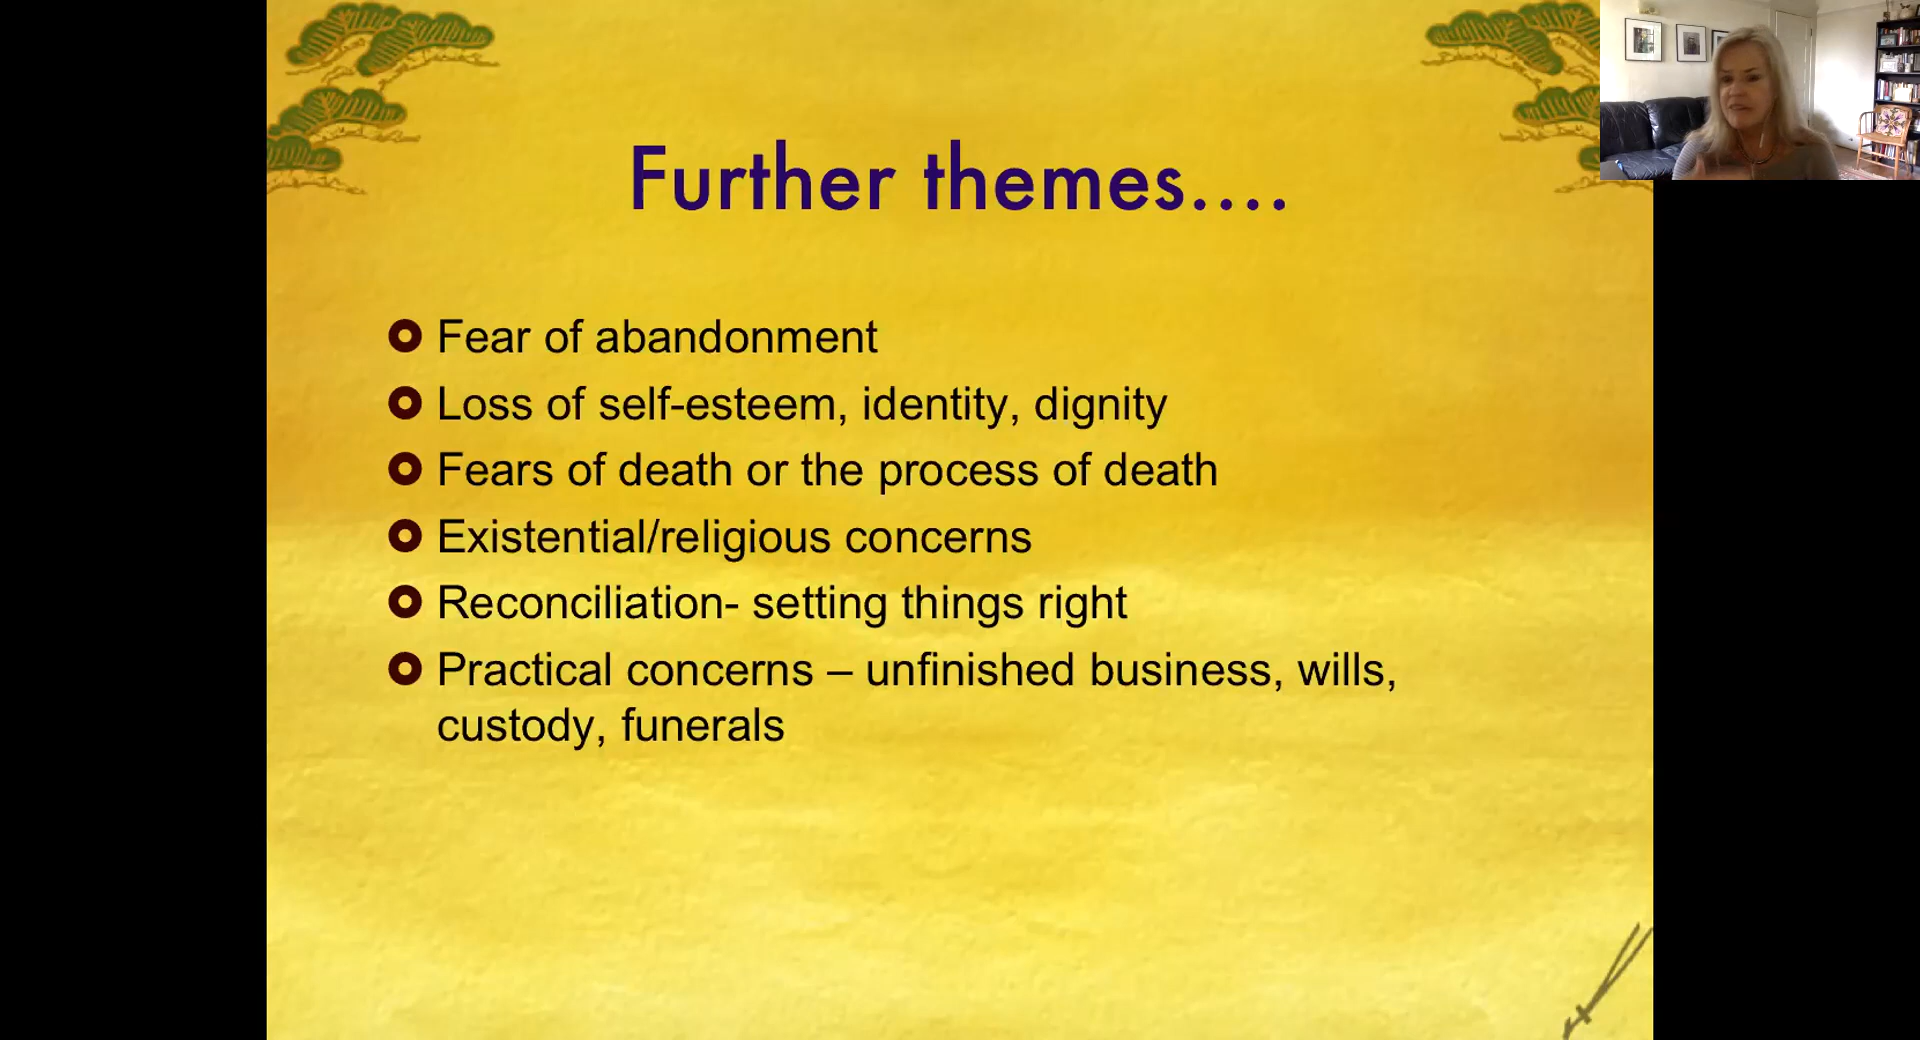 Further themes....
Fear of abandonment
Loss of self-esteem, identity, dignity
Fears of death or the process of death
Existential/religious concerns
Reconciliation- setting things right
Practical concerns – unfinished business, wills,
custody, funerals